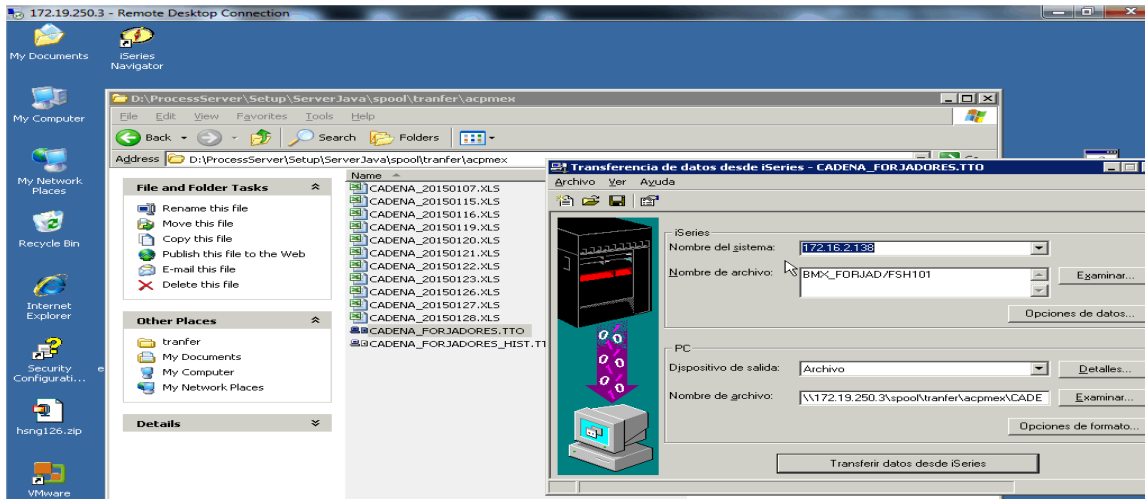 172.19.250.3 - Remote Desktop Connection
My Documents
iSeries
Navigator
My Computer
My Network
Places
Recycle Bin
Internet
Explorer
Security
Configurati...
e
hsng126.zip
VMware
D:\ProcessServer\Setup\ServerJava\spool\tranfer\acpmex
File Edit View Favorites Tools Help
Back Search Folders
Address D:\ProcessServer\Setup\ServerJava\spool\tranfer\acpmex Go
File and Folder Tasks
Rename this file
Move this file
Copy this file
Publish this file to the Web
E-mail this file
Delete this file
Other Places
tranfer
My Documents
My Computer
My Network Places
Details
Name
CADENA_20150107.XLS
CADENA_20150115.XLS
CADENA_20150116.XLS
CADENA_20150119.XLS
CADENA_20150120.XLS
CADENA_20150121.XLS
CADENA_20150122.XLS
CADENA_20150123.XLS
CADENA_20150126.XLS
CADENA_20150127.XLS
CADENA_20150128.XLS
CADENA_FORJADORES.TTO
CADENA_FORJADORES_HIST.TT
Transferencia de datos desde iSeries - CADENA_FORJADORES.TTO
Archivo Ver Ayuda
iSeries
Nombre del sistema: 172.16.2.138
Nombre de archivo: BMX_FORJAD/FSH101 Examinar...
Opciones de datos...
PC
Dispositivo de salida: Archivo Detalles...
Nombre de archivo: \\172.19.250.3\spool\tranfer\acpmex\CADE Examinar...
Opciones de formato...
Transferir datos desde iSeries